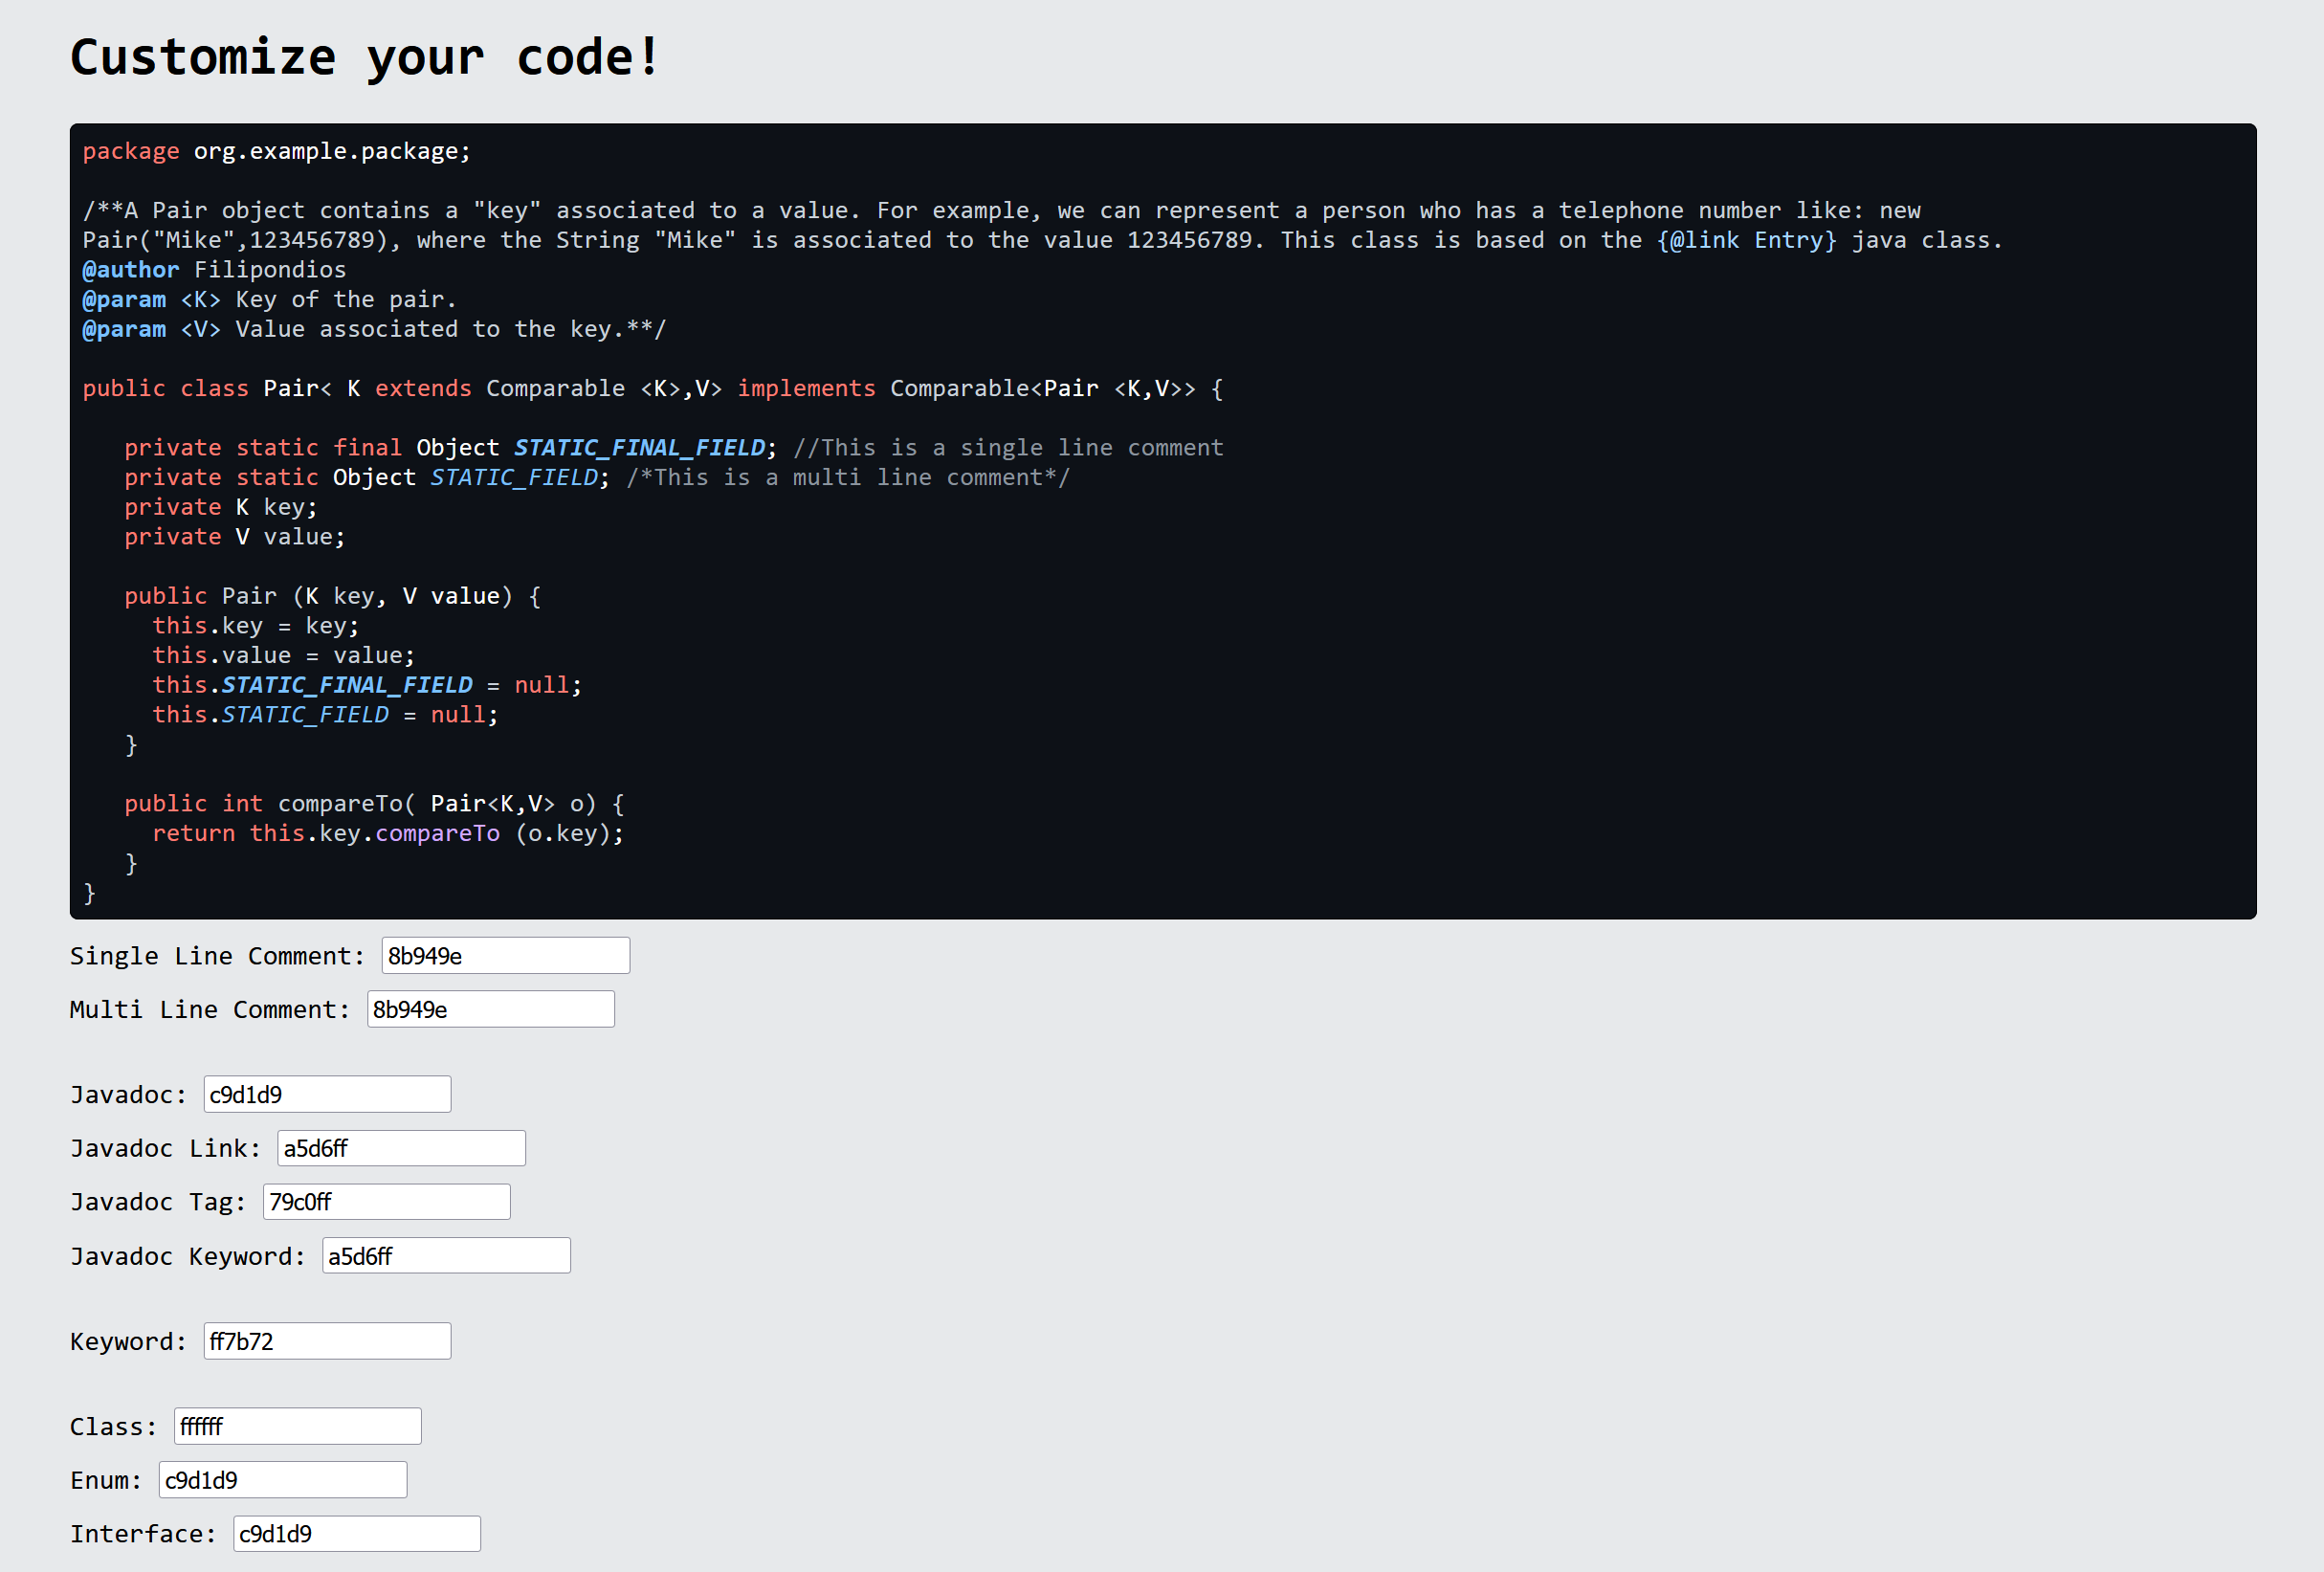 Customize your code!
package org.example.package;
/**A Pair object contains a "key" associated to a value. For example, we can represent a person who has a telephone number like: new
Pair("Mike",123456789), where the String "Mike" is associated to the value 123456789. This class is based on the {@link Entry} java class.
@author Filipondios
@param <K> Key of the pair.
@param <V> Value associated to the key.**/
public class Pair< K extends Comparable <K>,V> implements Comparable<Pair <K,V>> {
private static final Object STATIC_FINAL_FIELD; //This is a single line comment
private static Object STATIC_FIELD; /*This is a multi line comment*/
private K key;
private V value;
public Pair (K key, V value) {
this.key = key;
this.value = value;
this.STATIC_FINAL_FIELD = null;
this.STATIC_FIELD = null;
}
public int compareTo( Pair<K,V> o) {
return this.key.compareTo (o.key);
}
}
Single Line Comment: 8b949e
Multi Line Comment: 8b949e
Javadoc: c9d1d9
Javadoc Link: a5d6ff
Javadoc Tag: 79c0ff
Javadoc Keyword: a5d6ff
Keyword: ff7b72
Class: ffffff
Enum: c9d1d9
Interface: c9d1d9